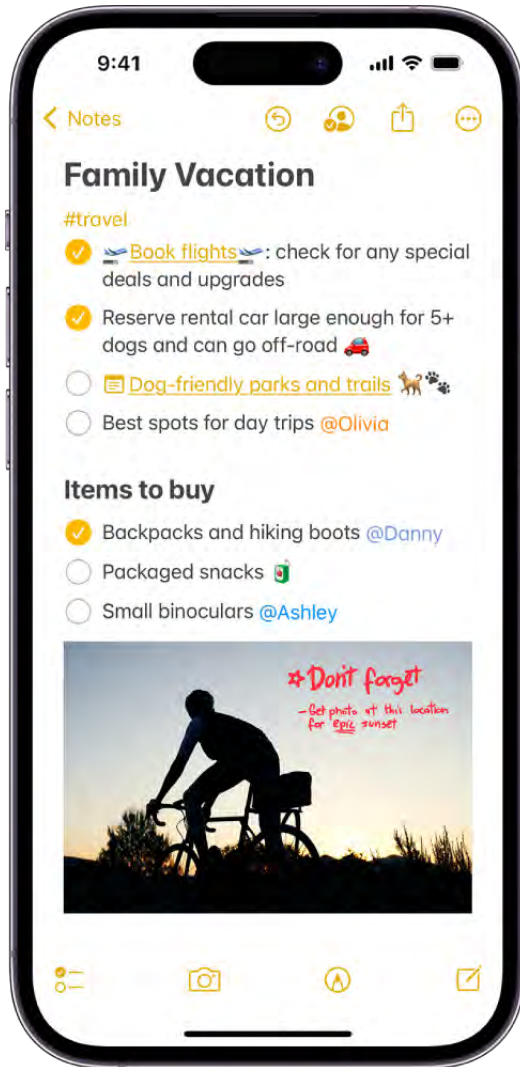 9:41
Notes
Family Vacation
#travel
🛫Book flights🛫: check for any special
deals and upgrades
Reserve rental car large enough for 5+
dogs and can go off-road 🚗
Dog-friendly parks and trails 🐕🐾
Best spots for day trips @Olivia
Items to buy
Backpacks and hiking boots @Danny
Packaged snacks 🧃
Small binoculars @Ashley
Don't forget
- Get photo at this location
for epic sunset